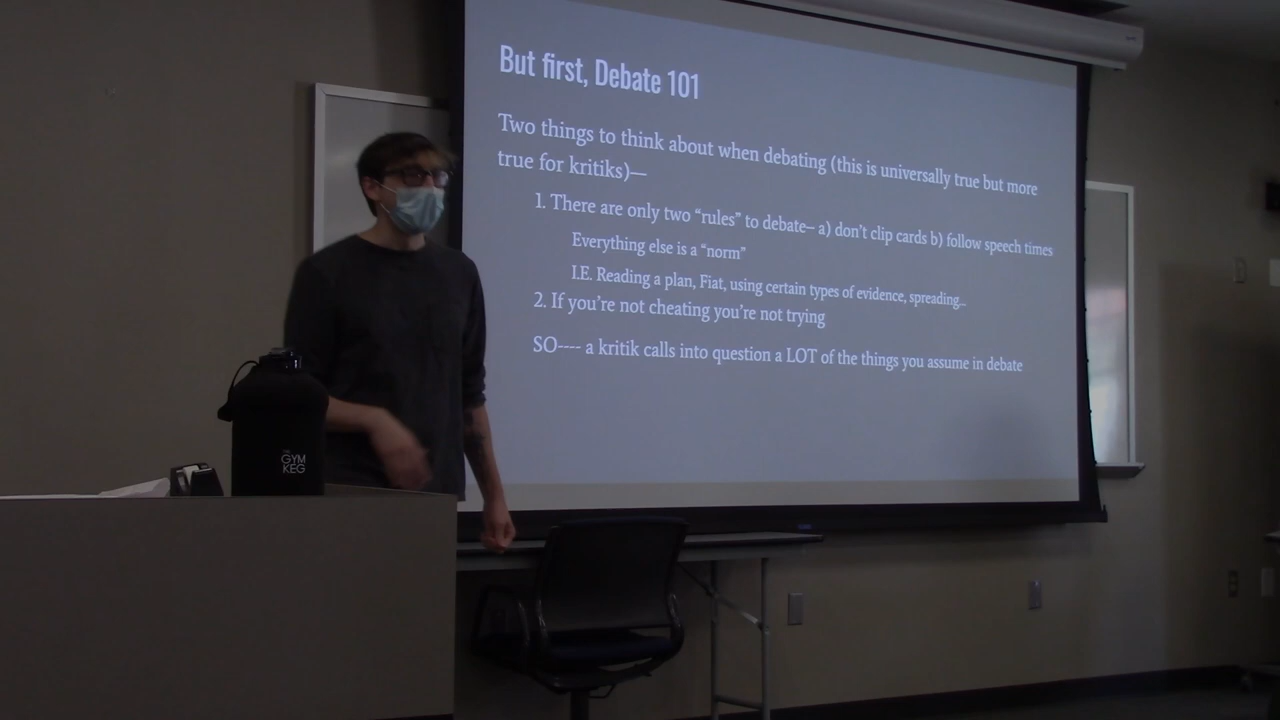 But first, Debate 101
Two things to think about when debating (this is universally true but more
true for kritiks)—
1. There are only two “rules” to debate– a) don’t clip cards b) follow speech times
Everything else is a “norm”
I.E. Reading a plan, Fiat, using certain types of evidence, spreading…
2. If you’re not cheating you’re not trying
SO---- a kritik calls into question a LOT of the things you assume in debate
THE
GYM
KEG